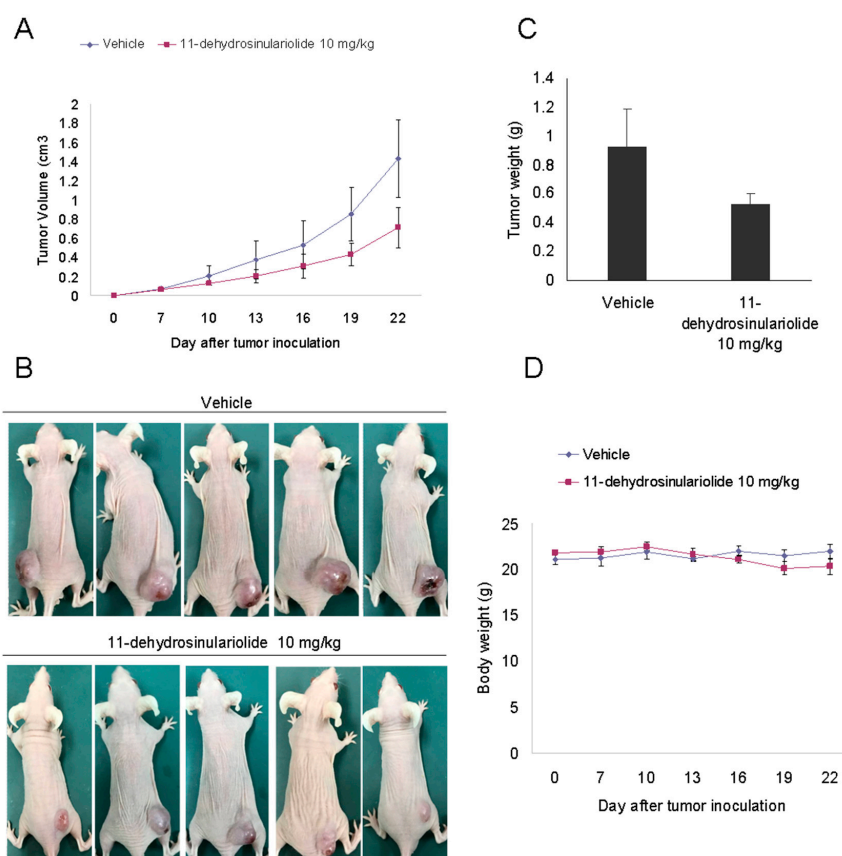 A
Vehicle
11-dehydrosinulariolide 10 mg/kg
Tumor Volume (cm3
2
1.8
1.6
1.4
1.2
1
0.8
0.6
0.4
0.2
0
0 7 10 13 16 19 22
Day after tumor inoculation
C
Tumor weight (g)
1.4
1.2
1
0.8
0.6
0.4
0.2
0
Vehicle
11-
dehydrosinulariolide
10 mg/kg
B
Vehicle
11-dehydrosinulariolide 10 mg/kg
D
Vehicle
11-dehydrosinulariolide 10 mg/kg
Body weight (g)
25
20
15
10
5
0
0 7 10 13 16 19 22
Day after tumor inoculation